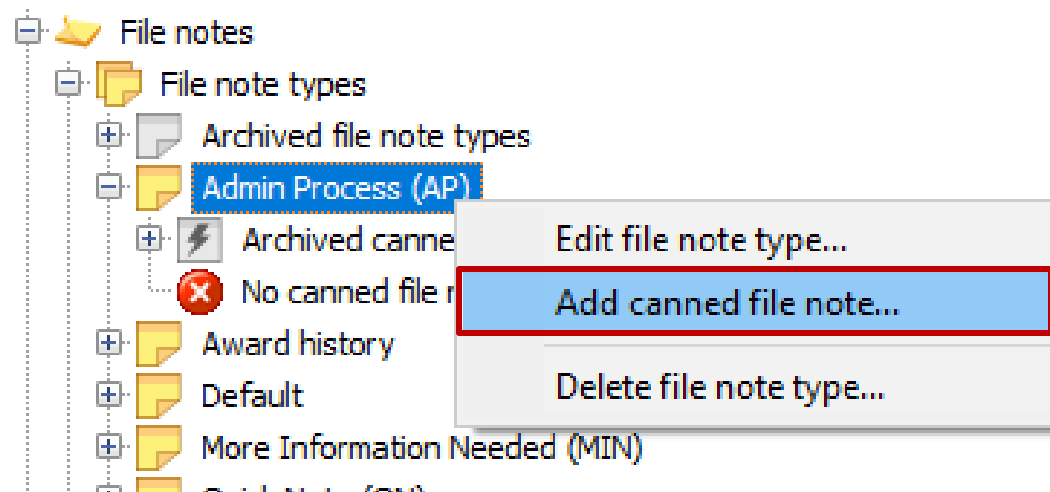 File notes
File note types
Archived file note types
Admin Process (AP)
Archived
Edit file note type...
No canned file
Add canned file note...
Award history
Default
Delete file note type...
More Information Needed (MIN)